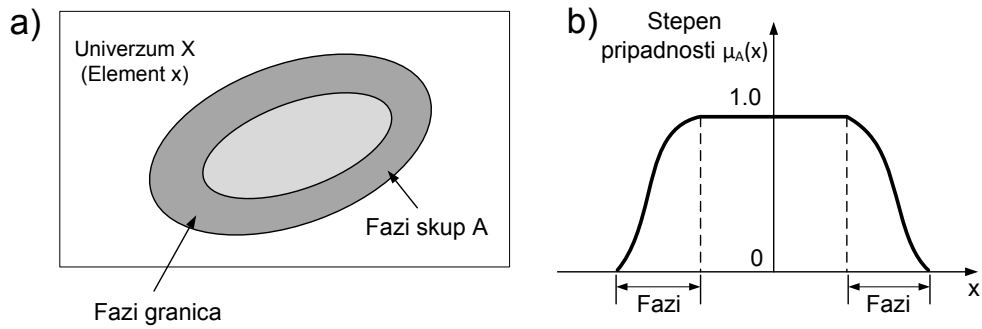 a)
Univerzum X
(Element x)
Fazi skup A
Fazi granica
b)
Stepen
pripadnosti μA(x)
1.0
0
x
Fazi
Fazi